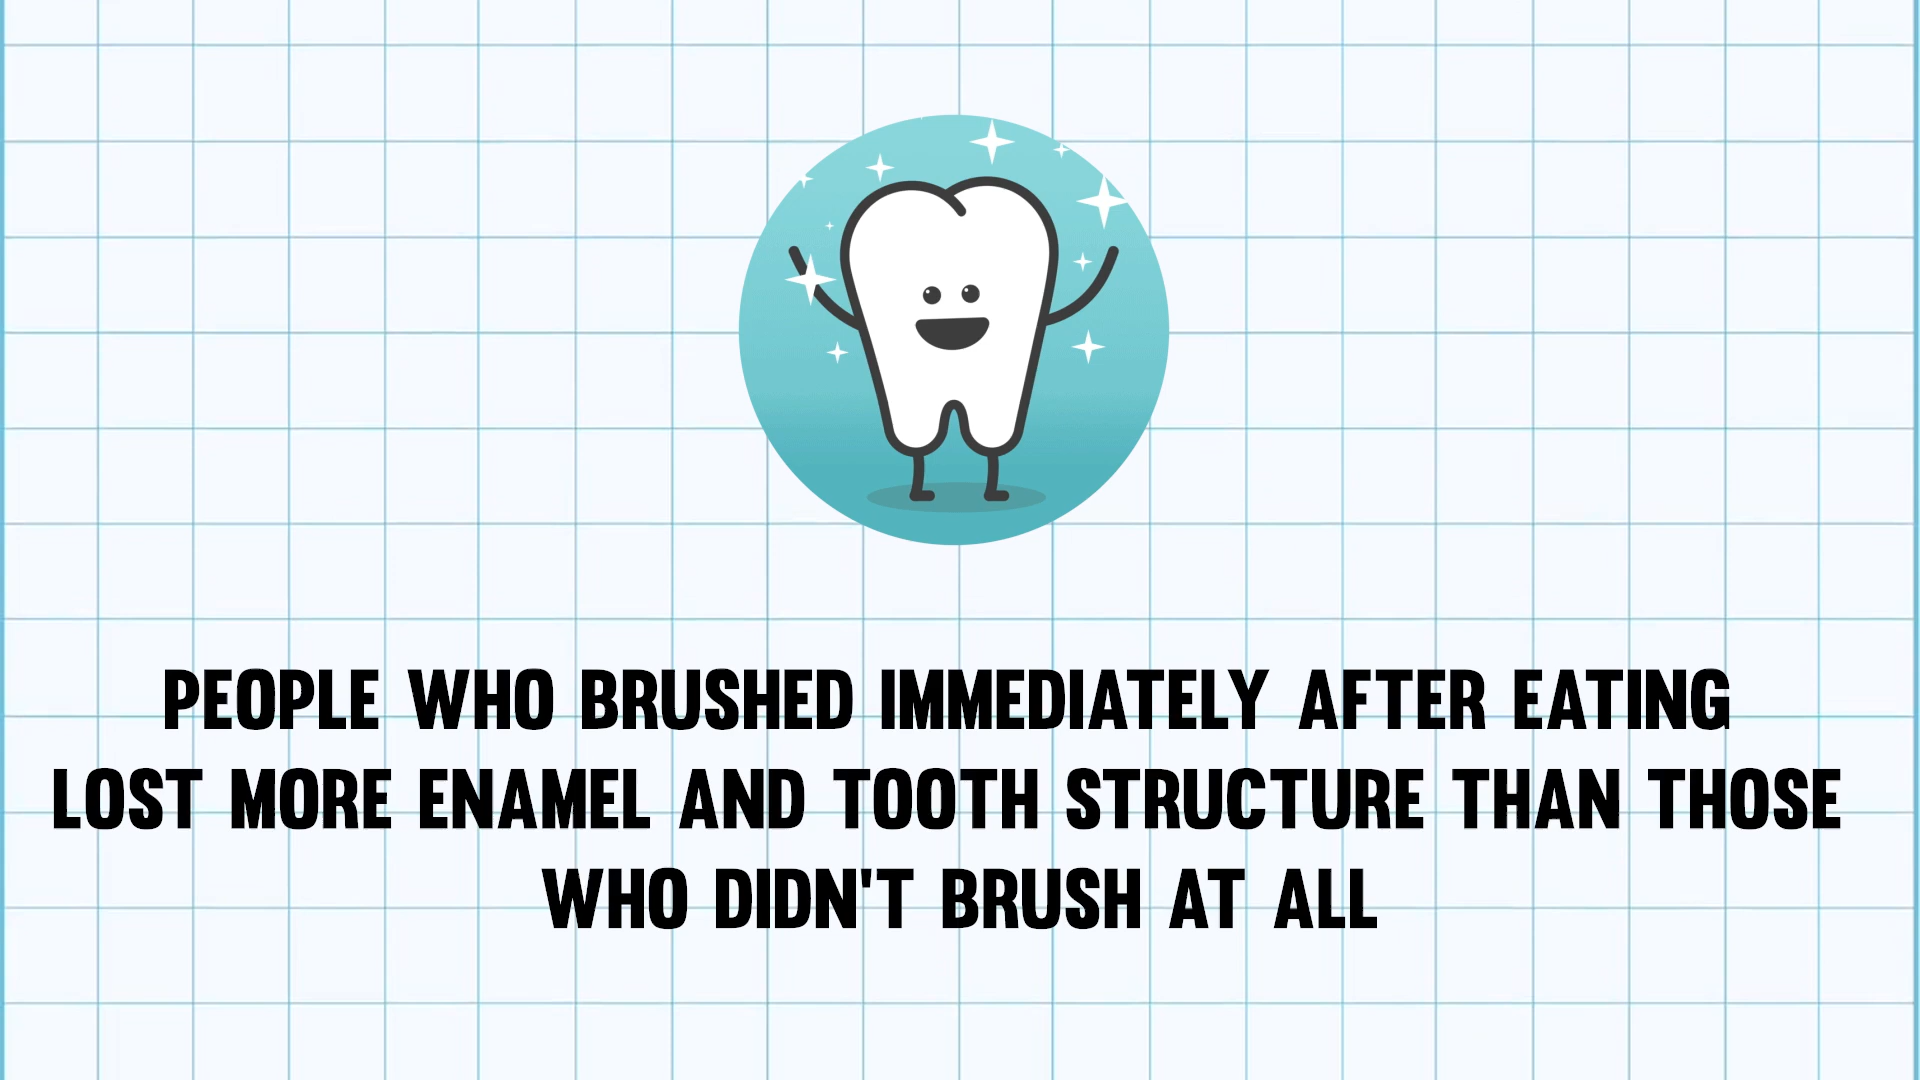 PEOPLE WHO BRUSHED IMMEDIATELY AFTER EATING
LOST MORE ENAMEL AND TOOTH STRUCTURE THAN THOSE
WHO DIDN'T BRUSH AT ALL